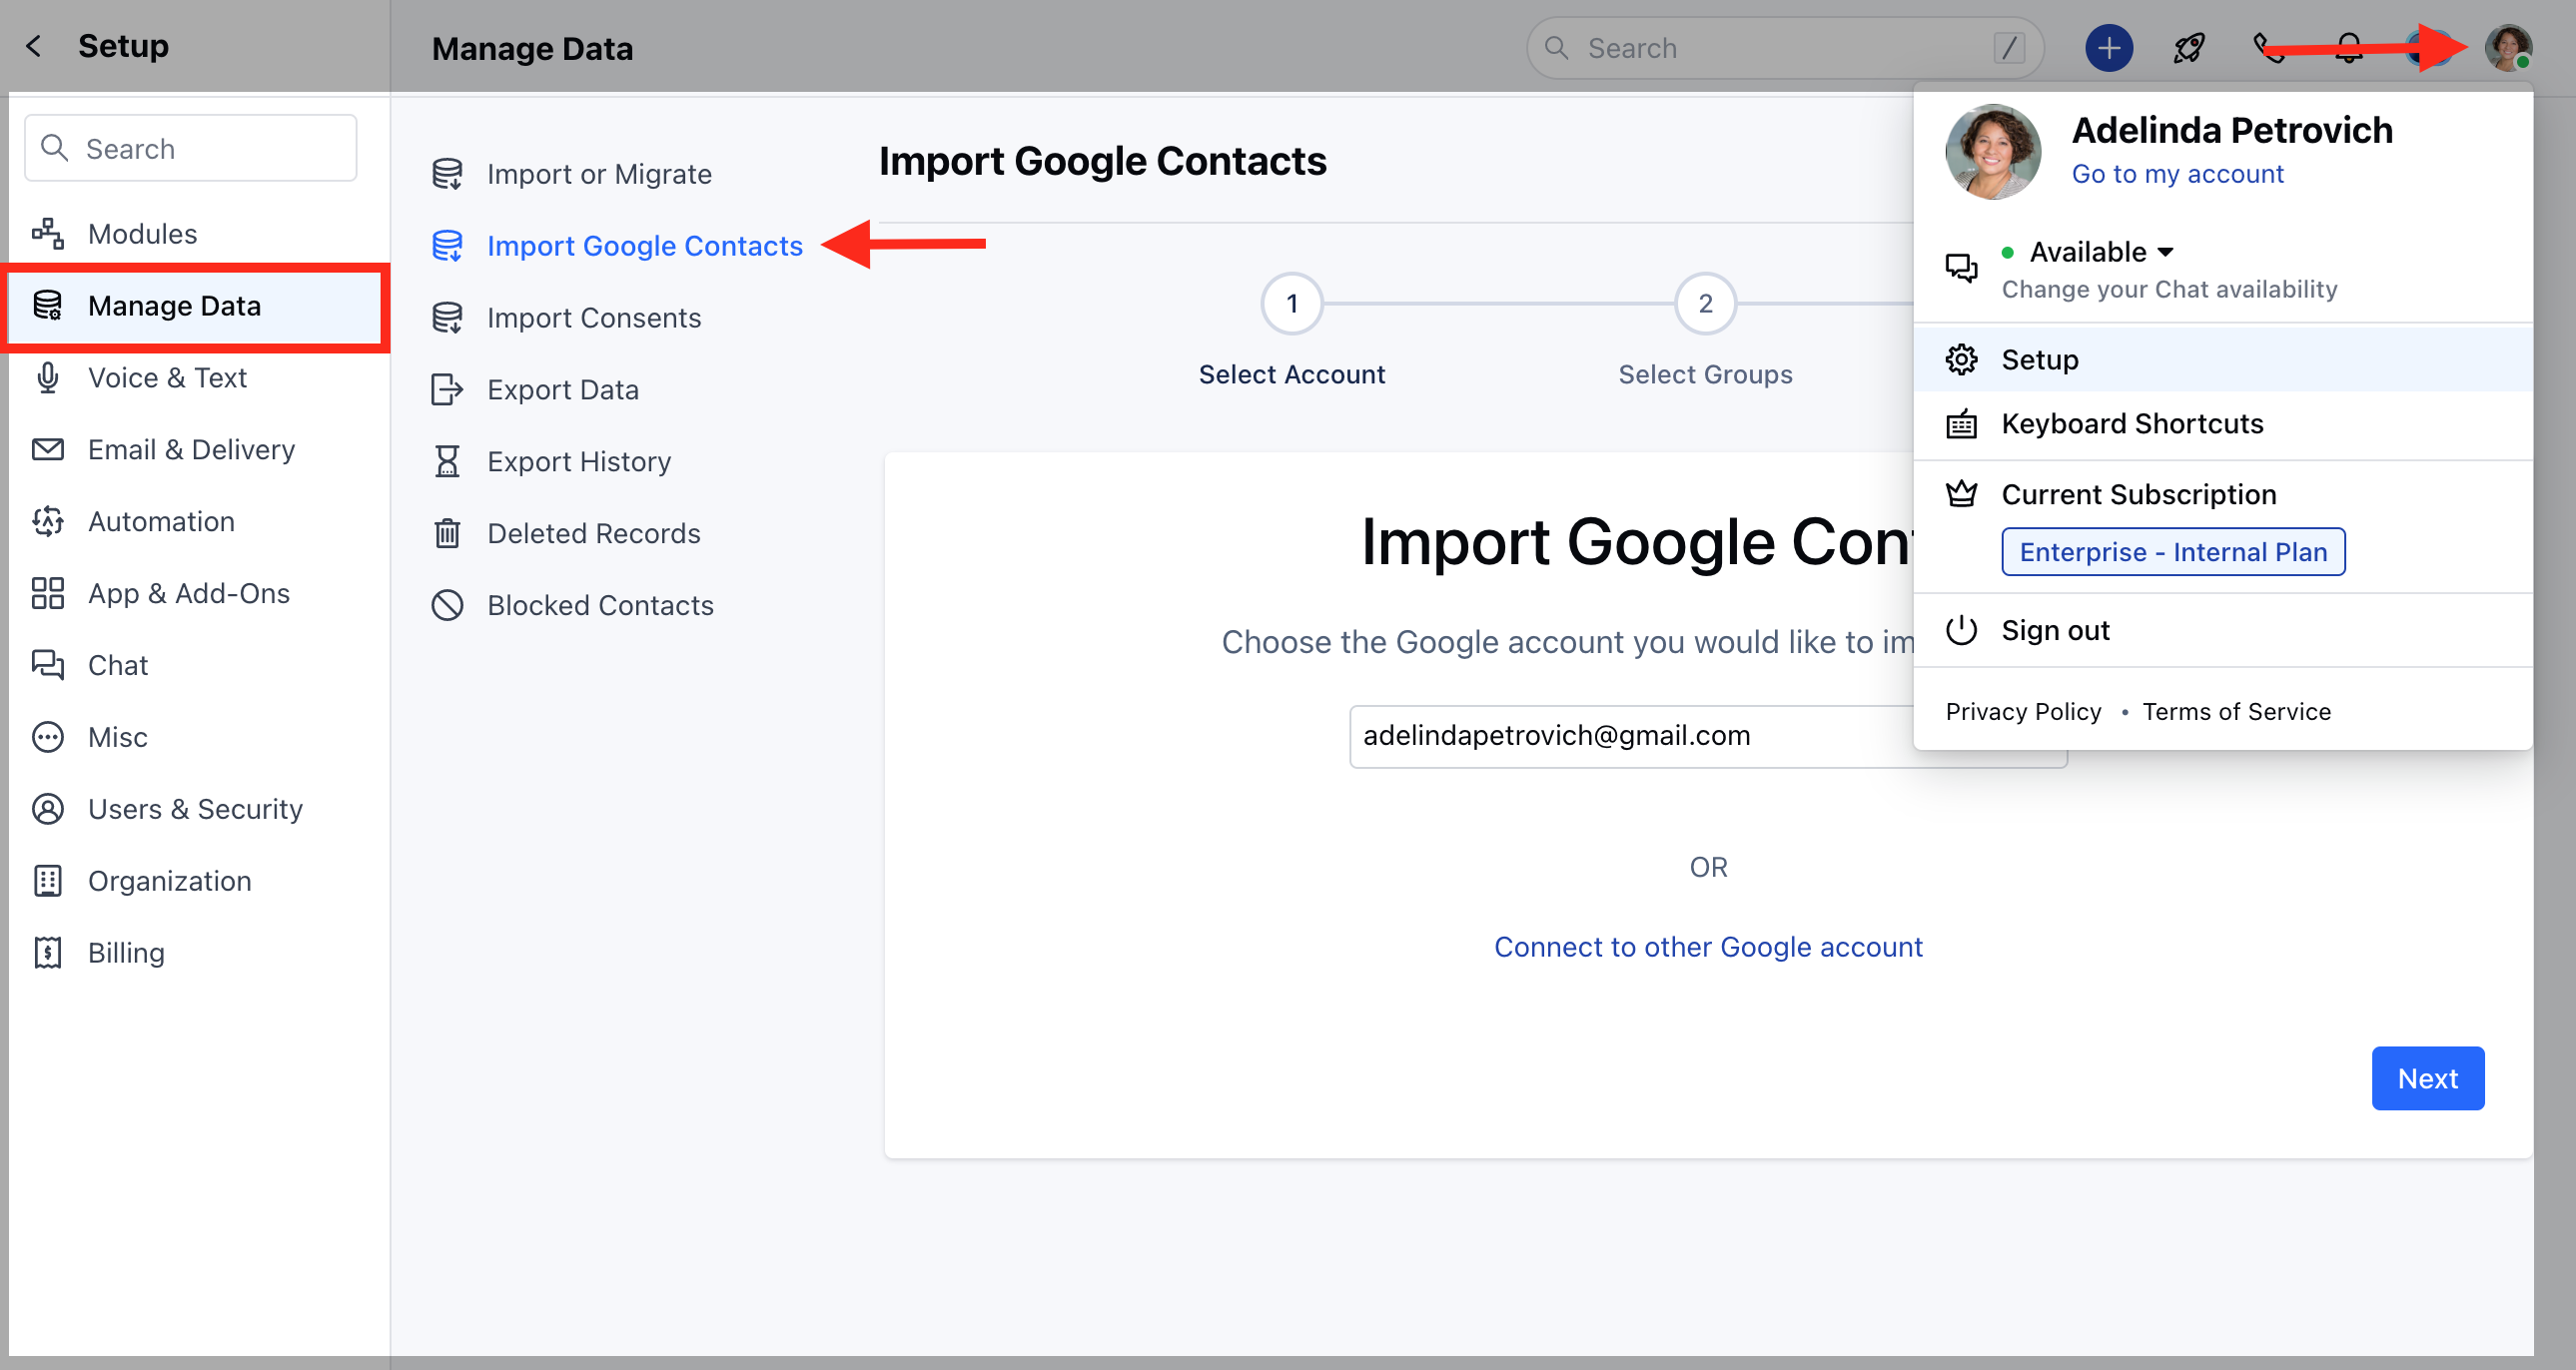 Setup
Manage Data
Search
/
Search
Modules
Manage Data
Voice & Text
Email & Delivery
Automation
App & Add-Ons
Chat
Misc
Users & Security
Organization
Billing
Import or Migrate
Import Google Contacts
Import Consents
Export Data
Export History
Deleted Records
Blocked Contacts
Import Google Contacts
1
2
Select Account
Select Groups
Import Google Con
Choose the Google account you would like to im
adelindapetrovich@gmail.com
OR
Connect to other Google account
Next
Adelinda Petrovich
Go to my account
Available
Change your Chat availability
Setup
Keyboard Shortcuts
Current Subscription
Enterprise - Internal Plan
Sign out
Privacy Policy • Terms of Service